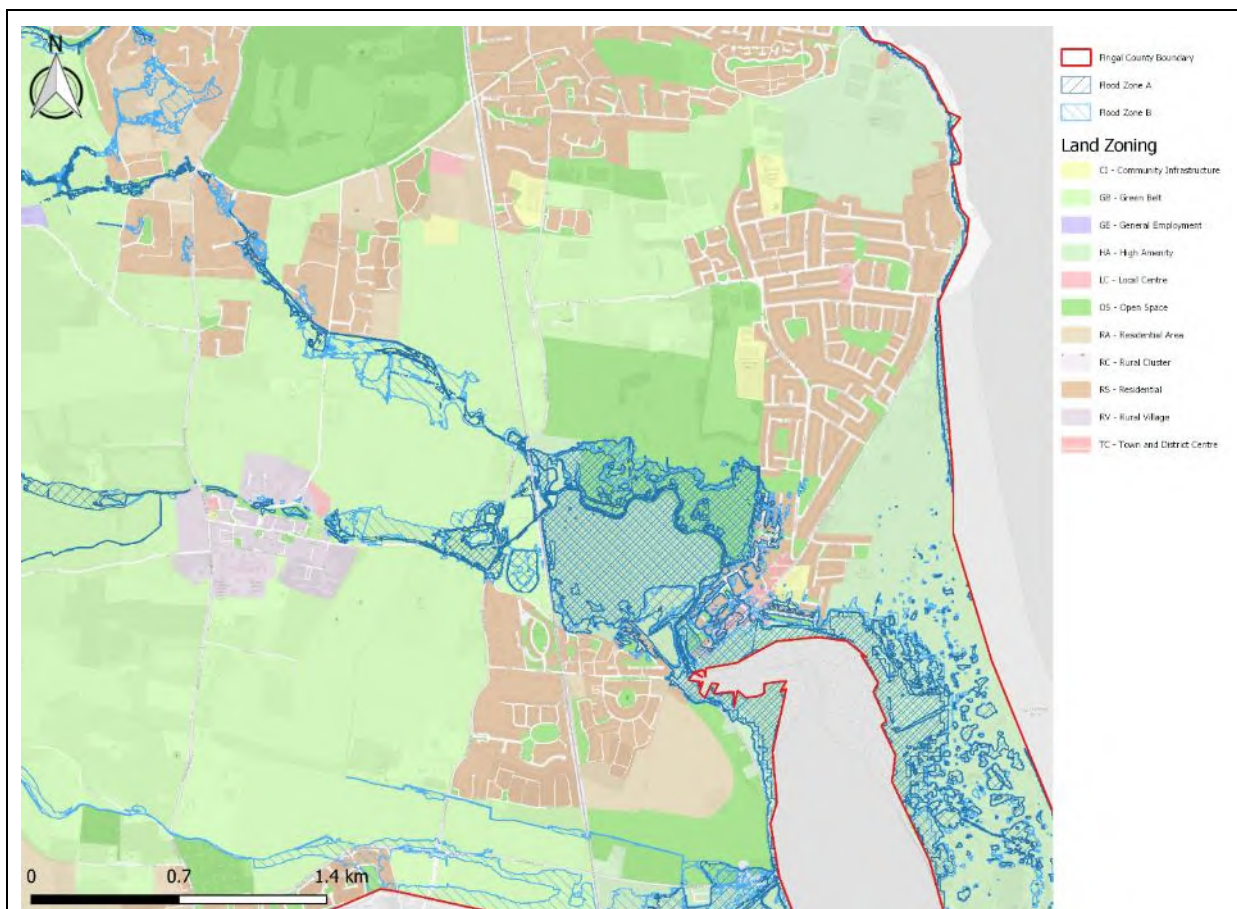 N
Fingal County Boundary
Flood Zone A
Flood Zone B
Land Zoning
CI - Community Infrastructure
GB - Green Belt
GE - General Employment
HA - High Amenity
LC - Local Centre
OS - Open Space
RA - Residential Area
RC - Rural Cluster
RS - Residential
RV - Rural Village
TC - Town and District Centre
0 0.7 1.4 km